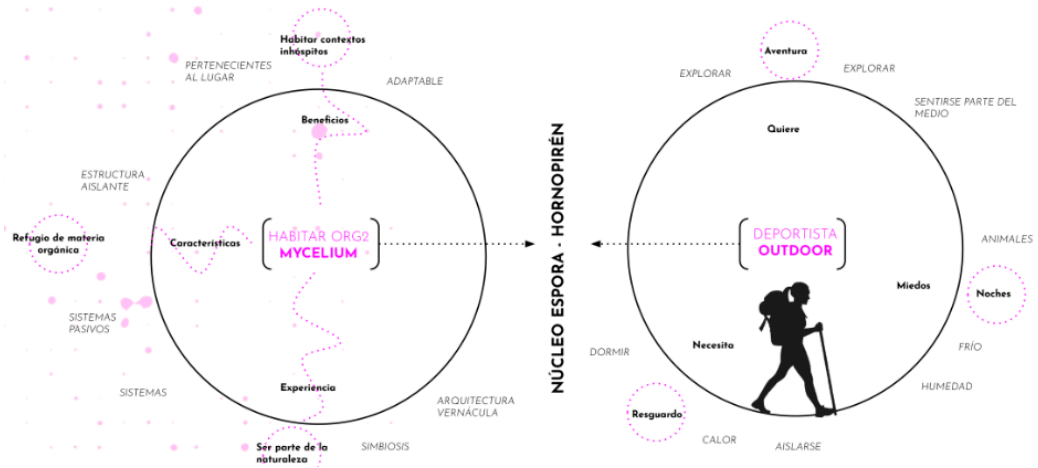 Habitar contextos
inhóspitos
PERTENECIENTES
AL LUGAR
ADAPTABLE
Beneficios
ESTRUCTURA
AISLANTE
Refugio de materia
orgánica
Características
HABITAR ORG2
MYCELIUM
SISTEMAS
PASIVOS
SISTEMAS
Experiencia
ARQUITECTURA
VERNÁCULA
Ser parte de la
naturaleza
SIMBIOSIS
NÚCLEO ESPORA - HORNOPIRÉN
Aventura
EXPLORAR
EXPLORAR
SENTIRSE PARTE DEL
MEDIO
Quiere
DEPORTISTA
OUTDOOR
ANIMALES
Miedos
Noches
FRÍO
HUMEDAD
Necesita
DORMIR
Resguardo
CALOR
AISLARSE